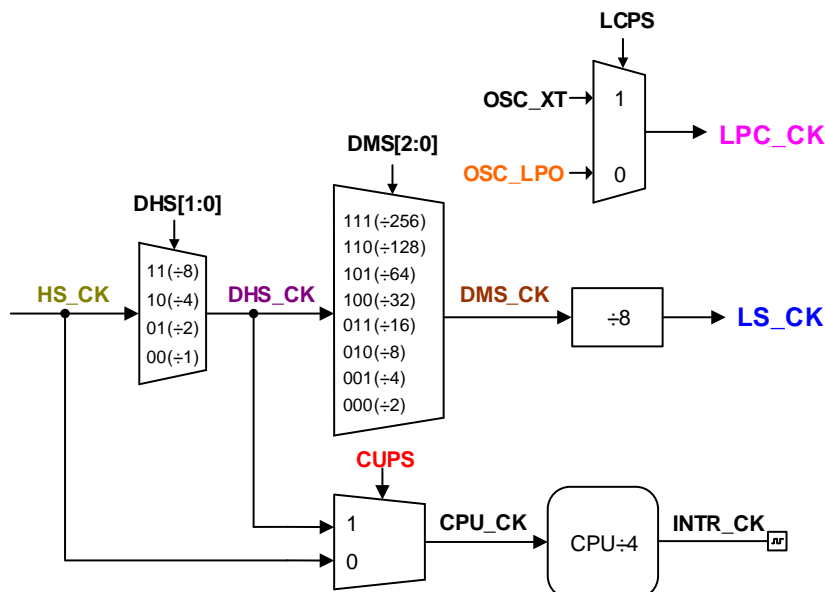 LCPS
OSC_XT
1
LPC_CK
OSC_LPO
0
DMS[2:0]
DHS[1:0]
111(÷256)
110(÷128)
101(÷64)
100(÷32)
011(÷16)
010(÷8)
001(÷4)
000(÷2)
11(÷8)
10(÷4)
01(÷2)
00(÷1)
HS_CK
DHS_CK
DMS_CK
÷8
LS_CK
CUPS
1
0
CPU_CK
CPU÷4
INTR_CK